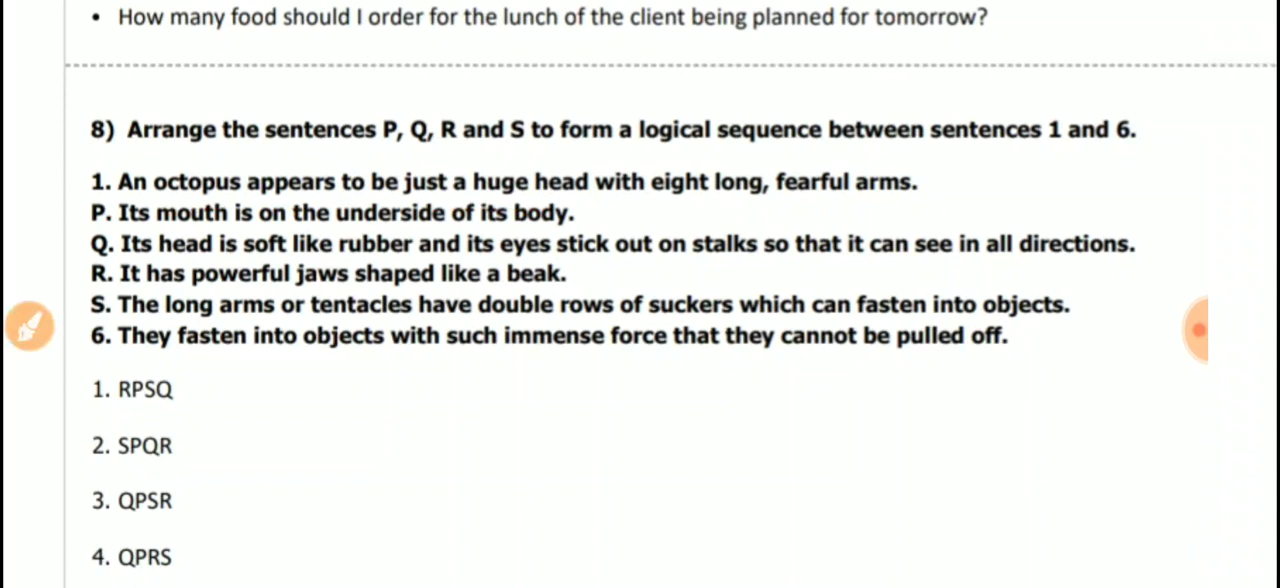 • How many food should I order for the lunch of the client being planned for tomorrow?
8) Arrange the sentences P, Q, R and S to form a logical sequence between sentences 1 and 6.
1. An octopus appears to be just a huge head with eight long, fearful arms.
P. Its mouth is on the underside of its body.
Q. Its head is soft like rubber and its eyes stick out on stalks so that it can see in all directions.
R. It has powerful jaws shaped like a beak.
S. The long arms or tentacles have double rows of suckers which can fasten into objects.
6. They fasten into objects with such immense force that they cannot be pulled off.
1. RPSQ
2. SPQR
3. QPSR
4. QPRS